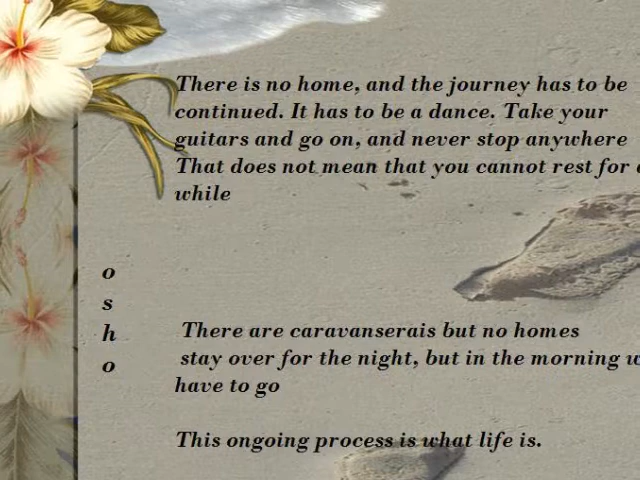 There is no home, and the journey has to be
continued. It has to be a dance. Take your
guitars and go on, and never stop anywhere
That does not mean that you cannot rest for
while
o
s
h
o
There are caravanserais but no homes
stay over for the night, but in the morning
have to go
This ongoing process is what life is.